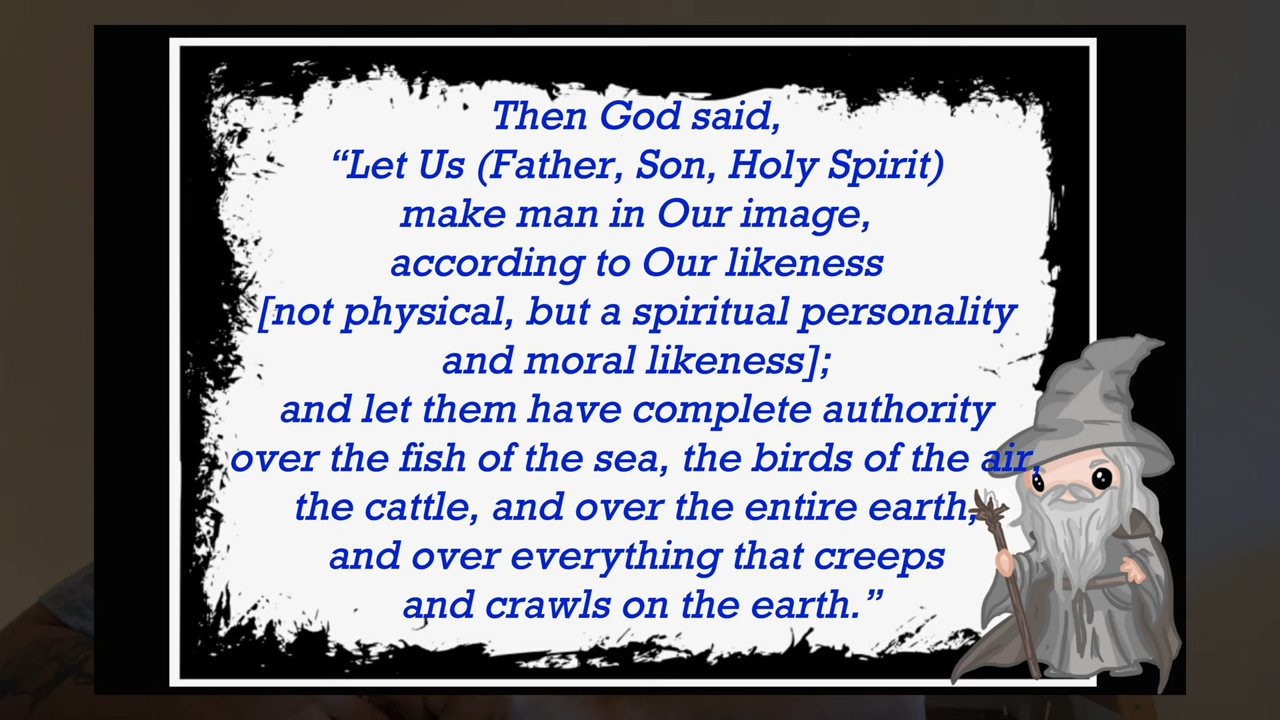 Then God said,
“Let Us (Father, Son, Holy Spirit)
make man in Our image,
according to Our likeness
[not physical, but a spiritual personality
and moral likeness];
and let them have complete authority
over the fish of the sea, the birds of the air,
the cattle, and over the entire earth,
and over everything that creeps
and crawls on the earth.”